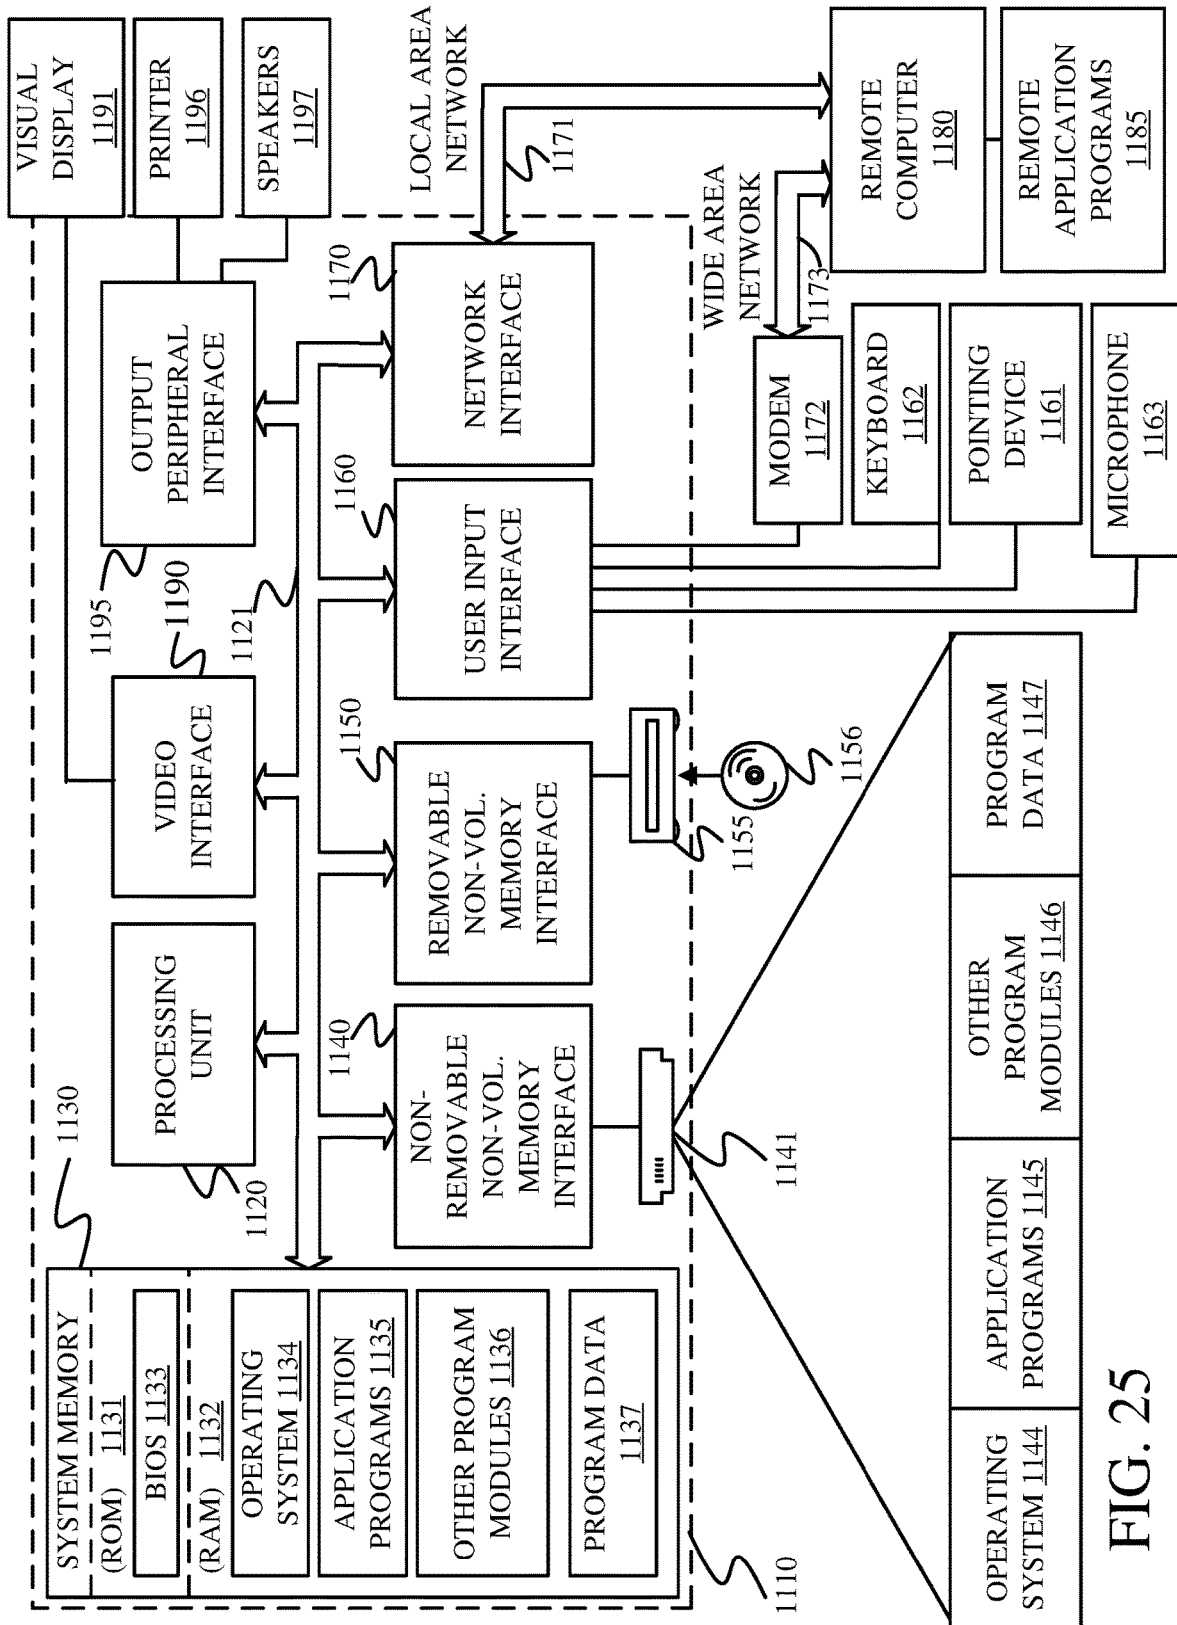 SYSTEM MEMORY
(ROM) 1131
BIOS 1133
(RAM) 1132
OPERATING
SYSTEM 1134
APPLICATION
PROGRAMS 1135
OTHER PROGRAM
MODULES 1136
PROGRAM DATA
1137
1130
1120
PROCESSING
UNIT
VIDEO
INTERFACE
1190
1195
OUTPUT
PERIPHERAL
INTERFACE
1121
VISUAL
DISPLAY
1191
PRINTER
1196
SPEAKERS
1197
1140
NON-
REMOVABLE
NON-VOL.
MEMORY
INTERFACE
1150
REMOVABLE
NON-VOL.
MEMORY
INTERFACE
1160
USER INPUT
INTERFACE
1170
NETWORK
INTERFACE
LOCAL AREA
NETWORK
1171
1110
1141
1155
1156
WIDE AREA
NETWORK
1173
MODEM
1172
KEYBOARD
1162
POINTING
DEVICE
1161
MICROPHONE
1163
REMOTE
COMPUTER
1180
REMOTE
APPLICATION
PROGRAMS
1185
OPERATING
SYSTEM 1144
APPLICATION
PROGRAMS 1145
OTHER
PROGRAM
MODULES 1146
PROGRAM
DATA 1147
FIG. 25